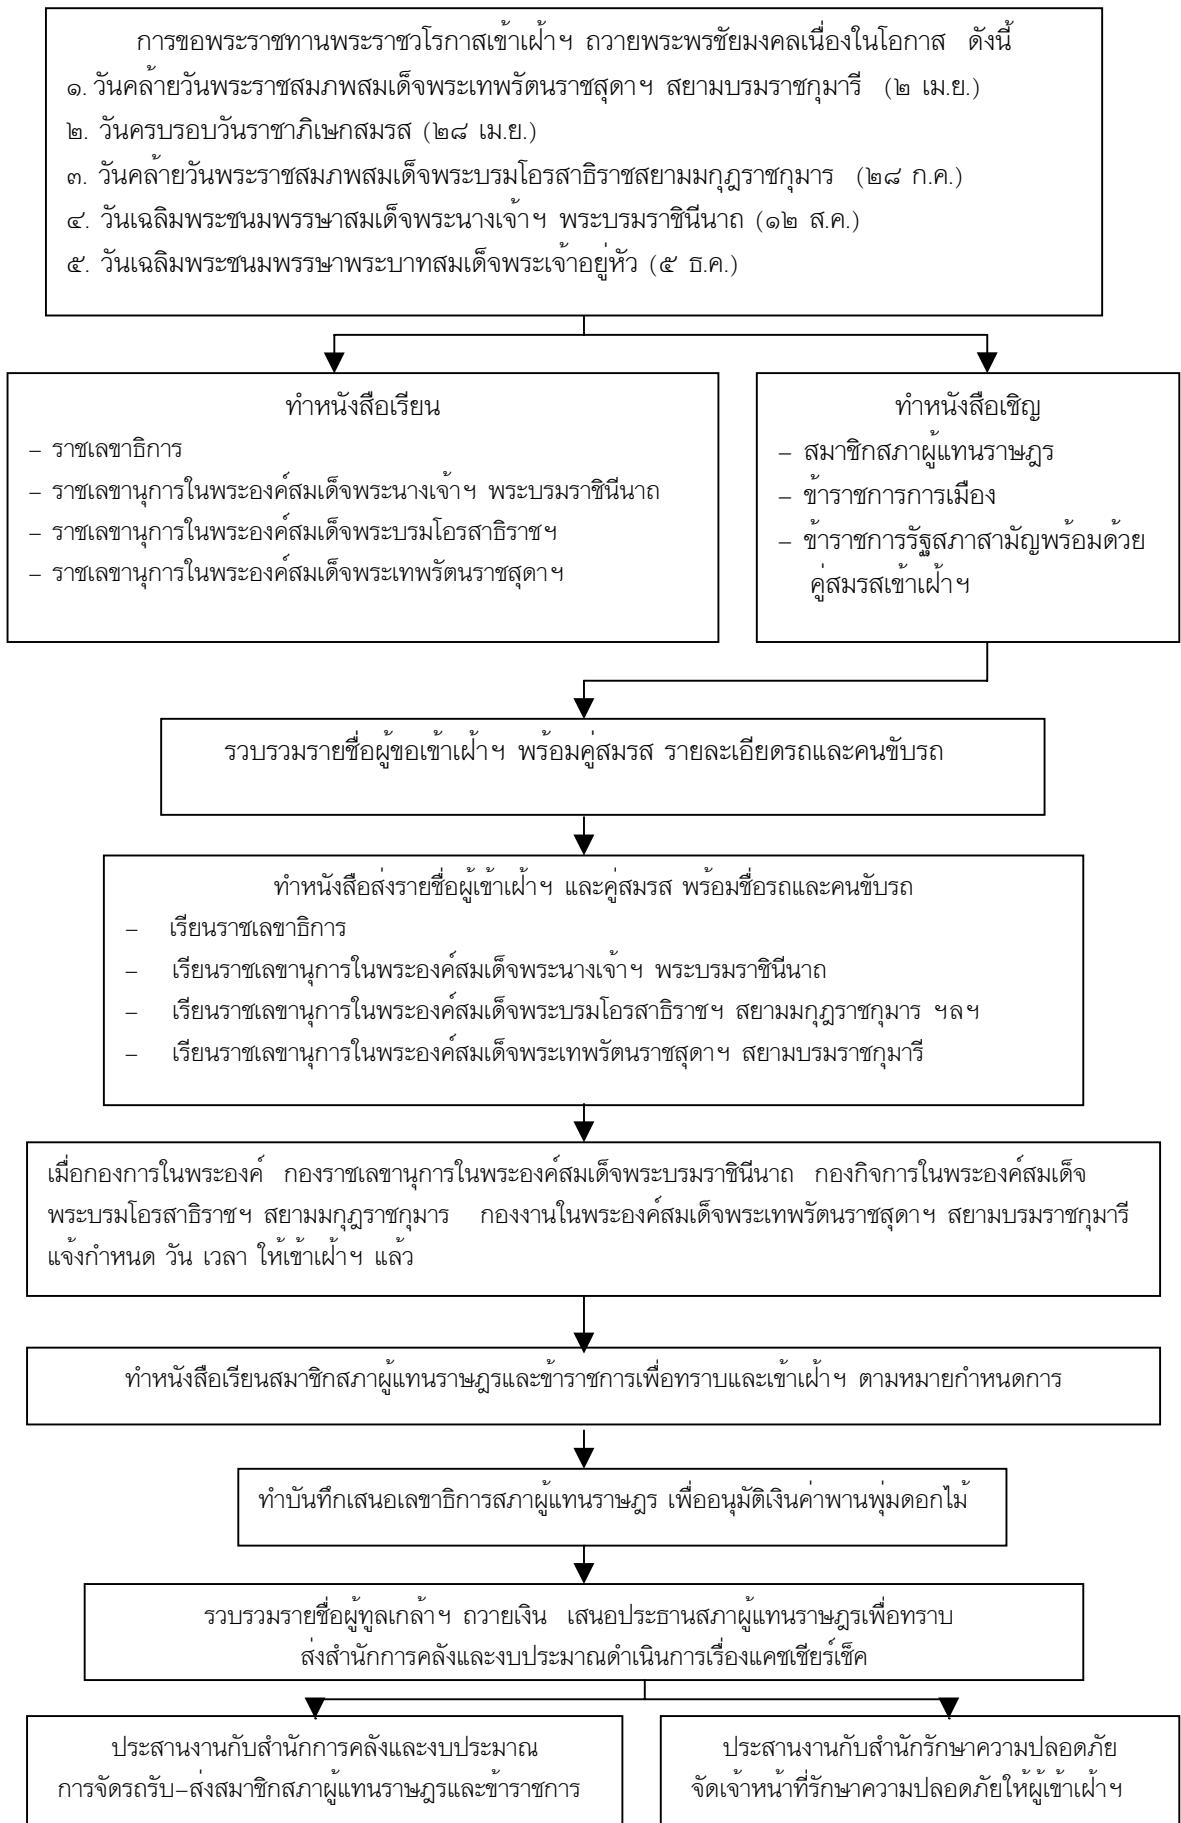 การขอพระราชทานพระราชวโรกาสเข้าเฝ้าฯ ถวายพระพรชัยมงคลเนื่องในโอกาส ดังนี้
๑. วันคล้ายวันพระราชสมภพสมเด็จพระเทพรัตนราชสุดาฯ สยามบรมราชกุมารี (๒ เม.ย.)
๒. วันครบรอบวันราชาภิเษกสมรส (๒๘ เม.ย.)
๓. วันคล้ายวันพระราชสมภพสมเด็จพระบรมโอรสาธิราชสยามมกุฎราชกุมาร (๒๘ ก.ค.)
๔. วันเฉลิมพระชนมพรรษาสมเด็จพระนางเจ้าฯ พระบรมราชินีนาถ (๑๒ ส.ค.)
๕. วันเฉลิมพระชนมพรรษาพระบาทสมเด็จพระเจ้าอยู่หัว (๕ ธ.ค.)
ทำหนังสือเรียน
– ราชเลขาธิการ
– ราชเลขานุการในพระองค์สมเด็จพระนางเจ้าฯ พระบรมราชินีนาถ
– ราชเลขานุการในพระองค์สมเด็จพระบรมโอรสาธิราชฯ
– ราชเลขานุการในพระองค์สมเด็จพระเทพรัตนราชสุดาฯ
ทำหนังสือเชิญ
– สมาชิกสภาผู้แทนราษฎร
– ข้าราชการการเมือง
– ข้าราชการรัฐสภาสามัญพร้อมด้วย
คู่สมรสเข้าเฝ้าฯ
รวบรวมรายชื่อผู้ขอเข้าเฝ้าฯ พร้อมคู่สมรส รายละเอียดรถและคนขับรถ
ทำหนังสือส่งรายชื่อผู้เข้าเฝ้าฯ และคู่สมรส พร้อมชื่อรถและคนขับรถ
– เรียนราชเลขาธิการ
– เรียนราชเลขานุการในพระองค์สมเด็จพระนางเจ้าฯ พระบรมราชินีนาถ
– เรียนราชเลขานุการในพระองค์สมเด็จพระบรมโอรสาธิราชฯ สยามมกุฎราชกุมาร ฯลฯ
– เรียนราชเลขานุการในพระองค์สมเด็จพระเทพรัตนราชสุดาฯ สยามบรมราชกุมารี
เมื่อกองการในพระองค์ กองราชเลขานุการในพระองค์สมเด็จพระบรมราชินีนาถ กองกิจการในพระองค์สมเด็จ
พระบรมโอรสาธิราชฯ สยามมกุฎราชกุมาร กองงานในพระองค์สมเด็จพระเทพรัตนราชสุดาฯ สยามบรมราชกุมารี
แจ้งกำหนด วัน เวลา ให้เข้าเฝ้าฯ แล้ว
ทำหนังสือเรียนสมาชิกสภาผู้แทนราษฎรและข้าราชการเพื่อทราบและเข้าเฝ้าฯ ตามหมายกำหนดการ
ทำบันทึกเสนอเลขาธิการสภาผู้แทนราษฎร เพื่ออนุมัติเงินค่าพานพุ่มดอกไม้
รวบรวมรายชื่อผู้ทูลเกล้าฯ ถวายเงิน เสนอประธานสภาผู้แทนราษฎรเพื่อทราบ
ส่งสำนักการคลังและงบประมาณดำเนินการเรื่องแคชเชียร์เช็ค
ประสานงานกับสำนักการคลังและงบประมาณ
การจัดรถรับ–ส่งสมาชิกสภาผู้แทนราษฎรและข้าราชการ
ประสานงานกับสำนักรักษาความปลอดภัย
จัดเจ้าหน้าที่รักษาความปลอดภัยให้ผู้เข้าเฝ้าฯ